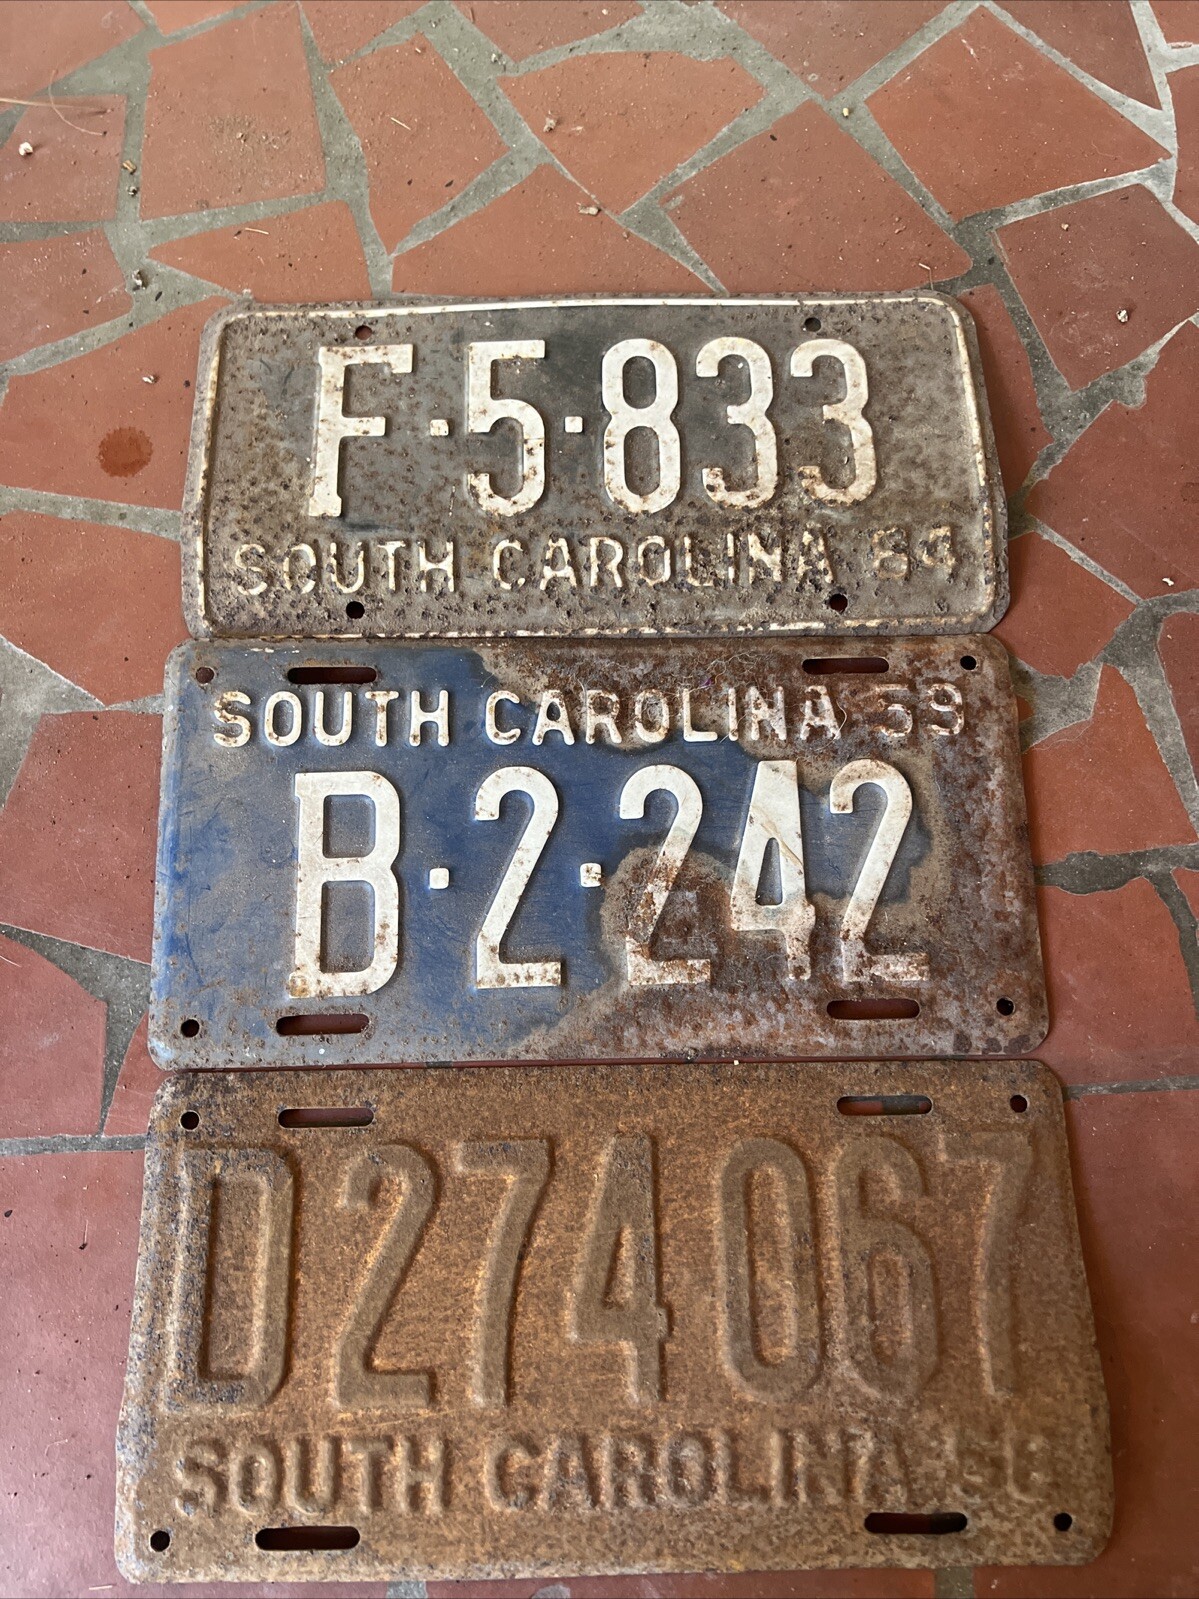 F·5·833
SOUTH CAROLINA 64
SOUTH CAROLINA 59
B·2·242
D274067
SOUTH CAROLINA